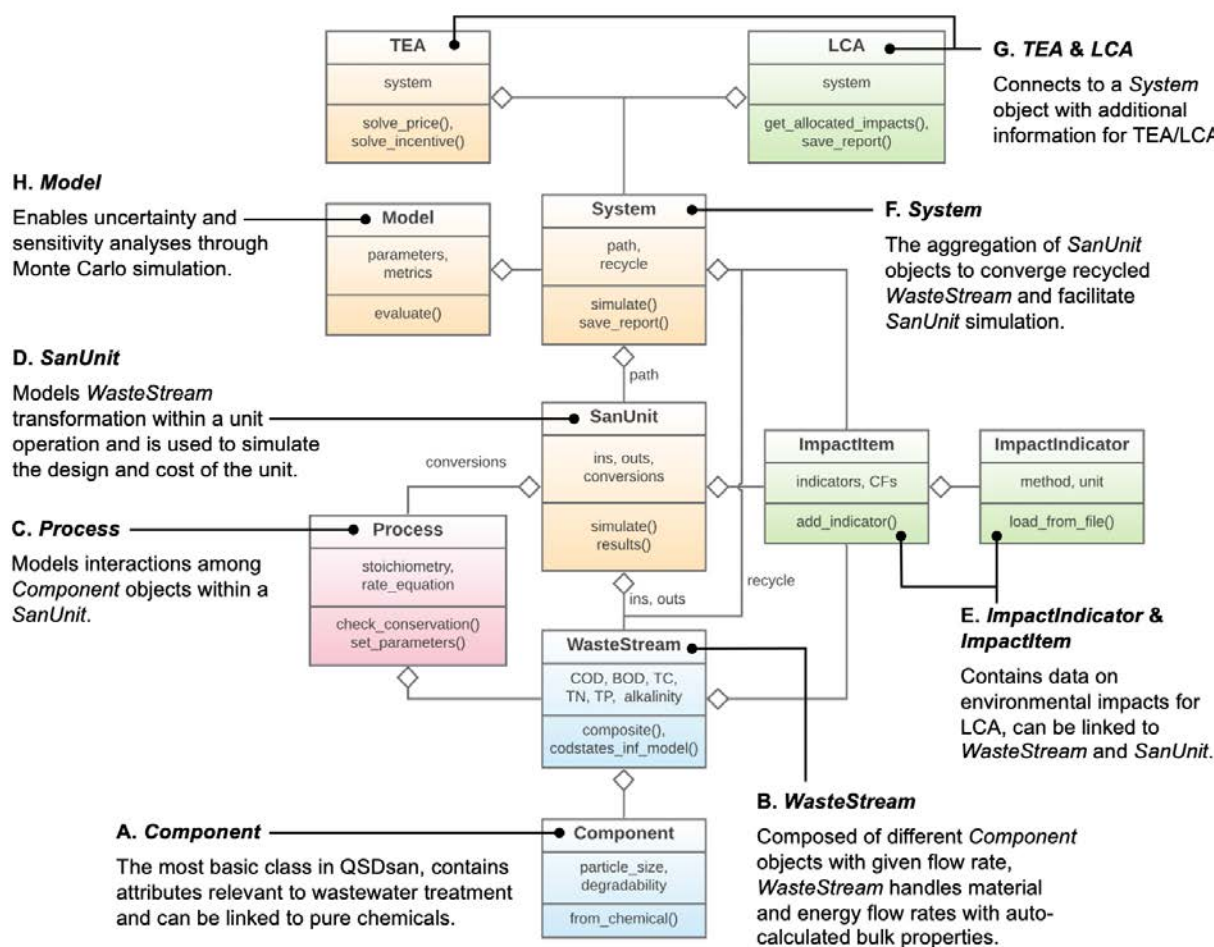 TEA
system
solve_price(),
solve_incentive()
LCA
system
get_allocated_impacts(),
save_report()
G. TEA & LCA
Connects to a System
object with additional
information for TEA/LCA
H. Model
Enables uncertainty and
sensitivity analyses through
Monte Carlo simulation.
Model
parameters,
metrics
evaluate()
System
path,
recycle
simulate()
save_report()
F. System
The aggregation of SanUnit
objects to converge recycled
WasteStream and facilitate
SanUnit simulation.
path
D. SanUnit
Models WasteStream
transformation within a unit
operation and is used to simulate
the design and cost of the unit.
SanUnit
ins, outs,
conversions
simulate()
results()
conversions
ImpactItem
indicators, CFs
add_indicator()
ImpactIndicator
method, unit
load_from_file()
C. Process
Models interactions among
Component objects within a
SanUnit.
Process
stoichiometry,
rate_equation
check_conservation()
set_parameters()
ins, outs
recycle
E. ImpactIndicator &
ImpactItem
Contains data on
environmental impacts for
LCA, can be linked to
WasteStream and SanUnit.
WasteStream
COD, BOD, TC,
TN, TP, alkalinity
composite(),
codstates_inf_model()
B. WasteStream
Composed of different Component
objects with given flow rate,
WasteStream handles material
and energy flow rates with auto-
calculated bulk properties.
A. Component
The most basic class in QSDsan, contains
attributes relevant to wastewater treatment
and can be linked to pure chemicals.
Component
particle_size,
degradability
from_chemical()